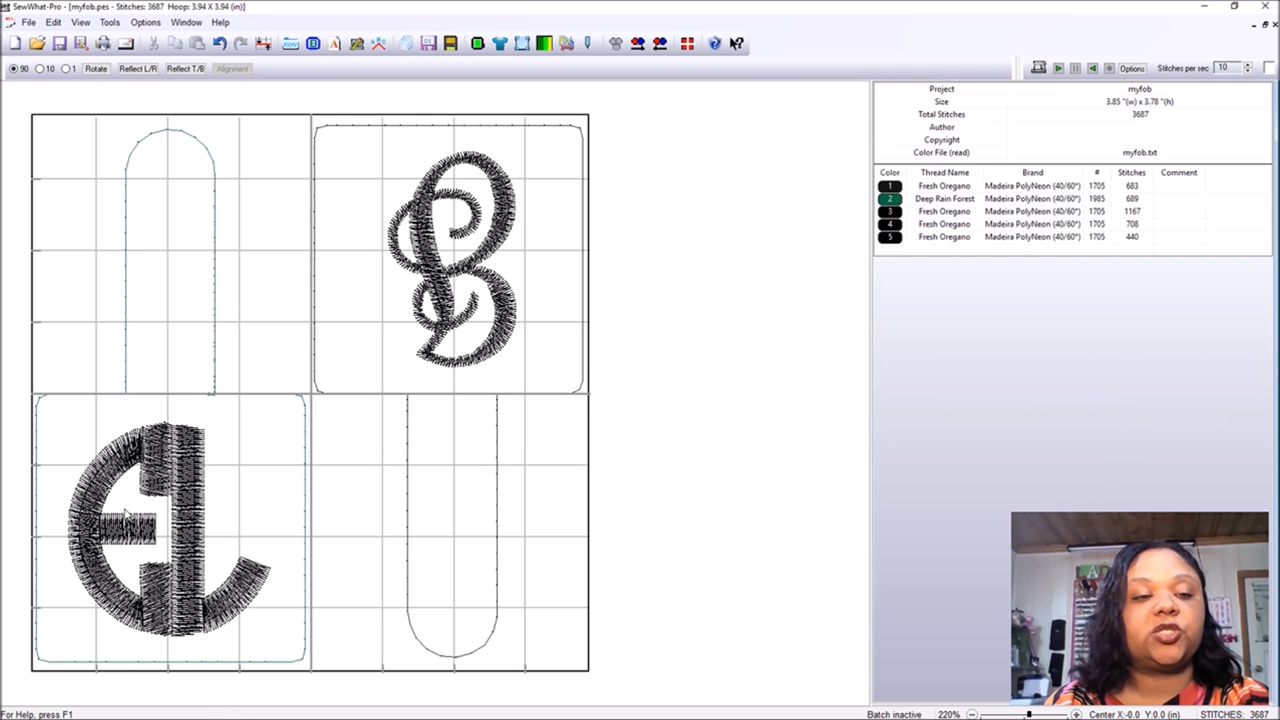 SewWhat-Pro - [myfob.pes - Stitches: 3687 Hoop: 3.94 X 3.94 (in)]
File Edit View Tools Options Window Help
90 10 1 Rotate Reflect L/R Reflect T/B Alignment Options Stitches per sec 10
Project myfob
Size 3.85 "(w) x 3.78 "(h)
Total Stitches 3687
Author
Copyright
Color File (read) myfob.txt
Color Thread Name Brand # Stitches Comment
1 Fresh Oregano Madeira PolyNeon (40/60*) 1705 683
2 Deep Rain Forest Madeira PolyNeon (40/60*) 1985 689
3 Fresh Oregano Madeira PolyNeon (40/60*) 1705 1167
4 Fresh Oregano Madeira PolyNeon (40/60*) 1705 708
5 Fresh Oregano Madeira PolyNeon (40/60*) 1705 440
B
For Help, press F1 Batch inactive 220% Center X:-0.0 Y:0.0 (in) STITCHES: 3687